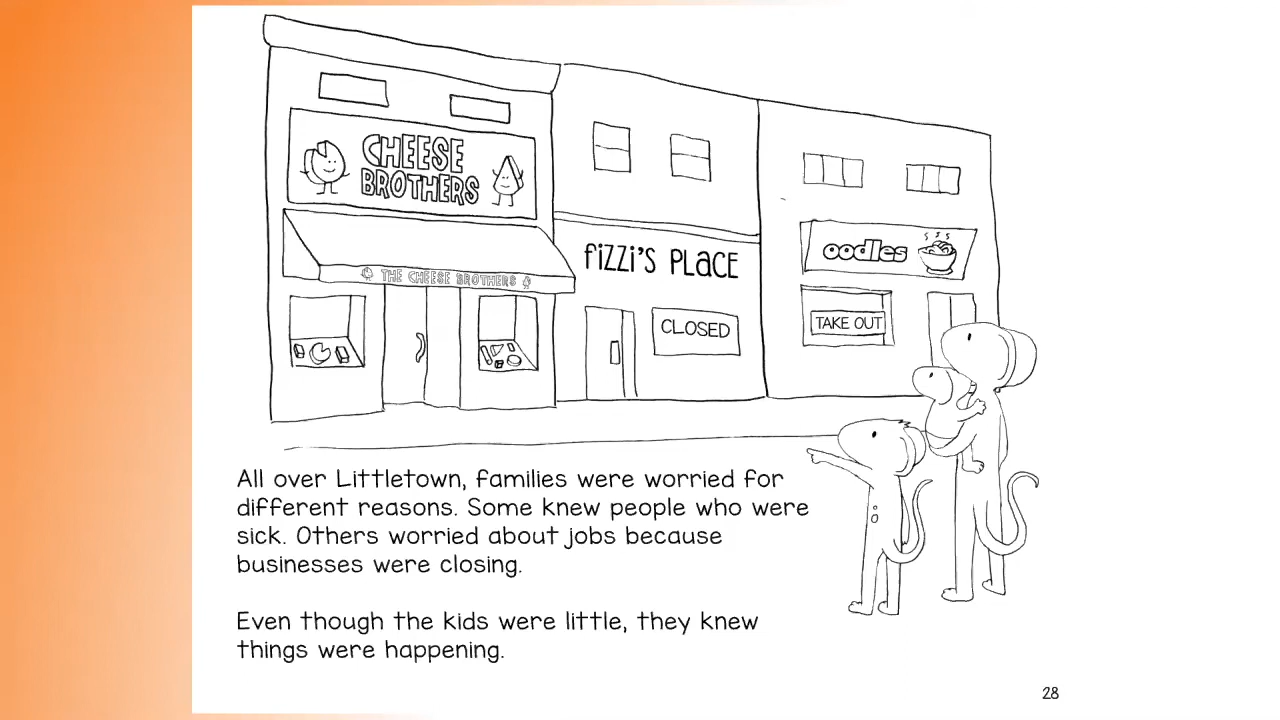 CHEESE
BROTHERS
THE CHEESE BROTHERS
fizzi's PLace
CLOSED
oodles
TAKE OUT
All over Littletown, families were worried for
different reasons. Some knew people who were
sick. Others worried about jobs because
businesses were closing.
Even though the kids were little, they knew
things were happening.
28